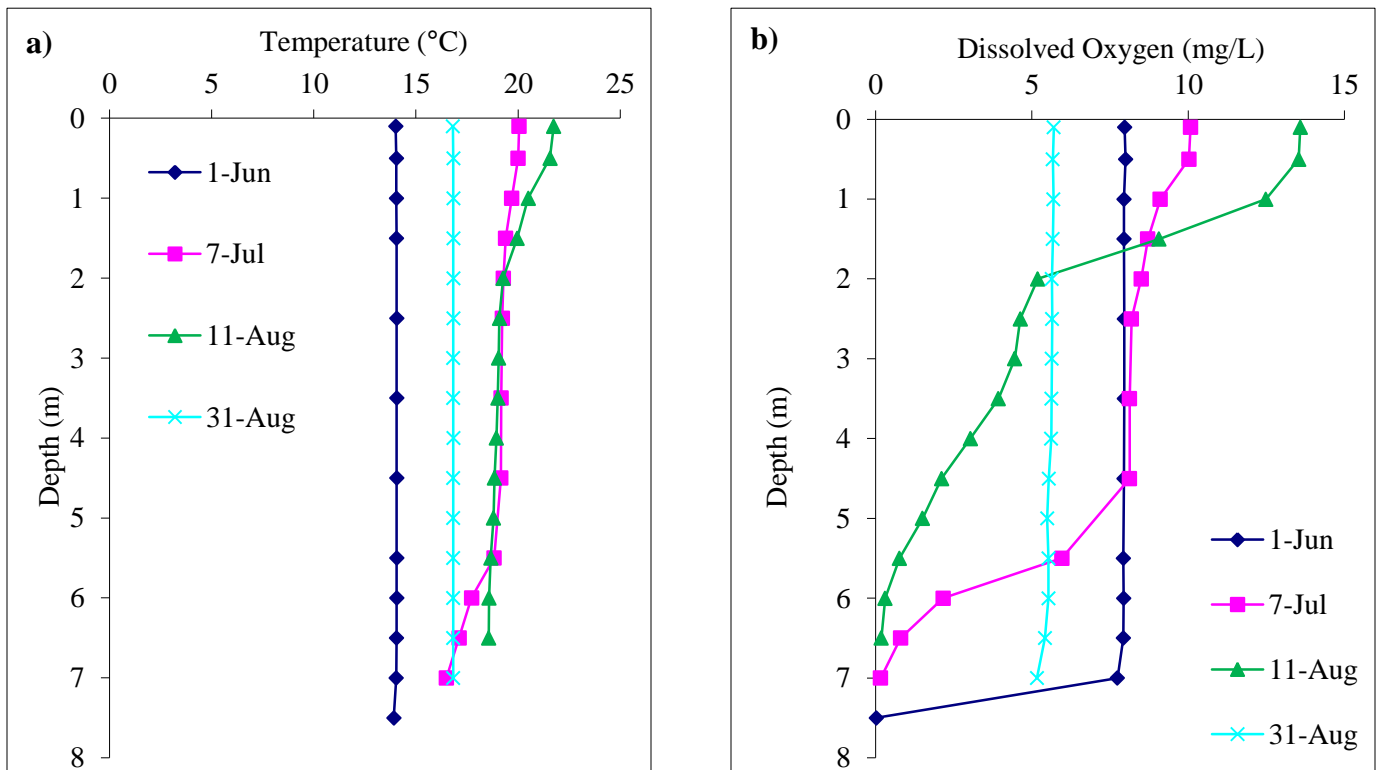 a)
Temperature (°C)
0 5 10 15 20 25
0
1
2
3
4
5
6
7
8
Depth (m)
1-Jun
7-Jul
11-Aug
31-Aug
b)
Dissolved Oxygen (mg/L)
0 5 10 15
0
1
2
3
4
5
6
7
8
Depth (m)
1-Jun
7-Jul
11-Aug
31-Aug